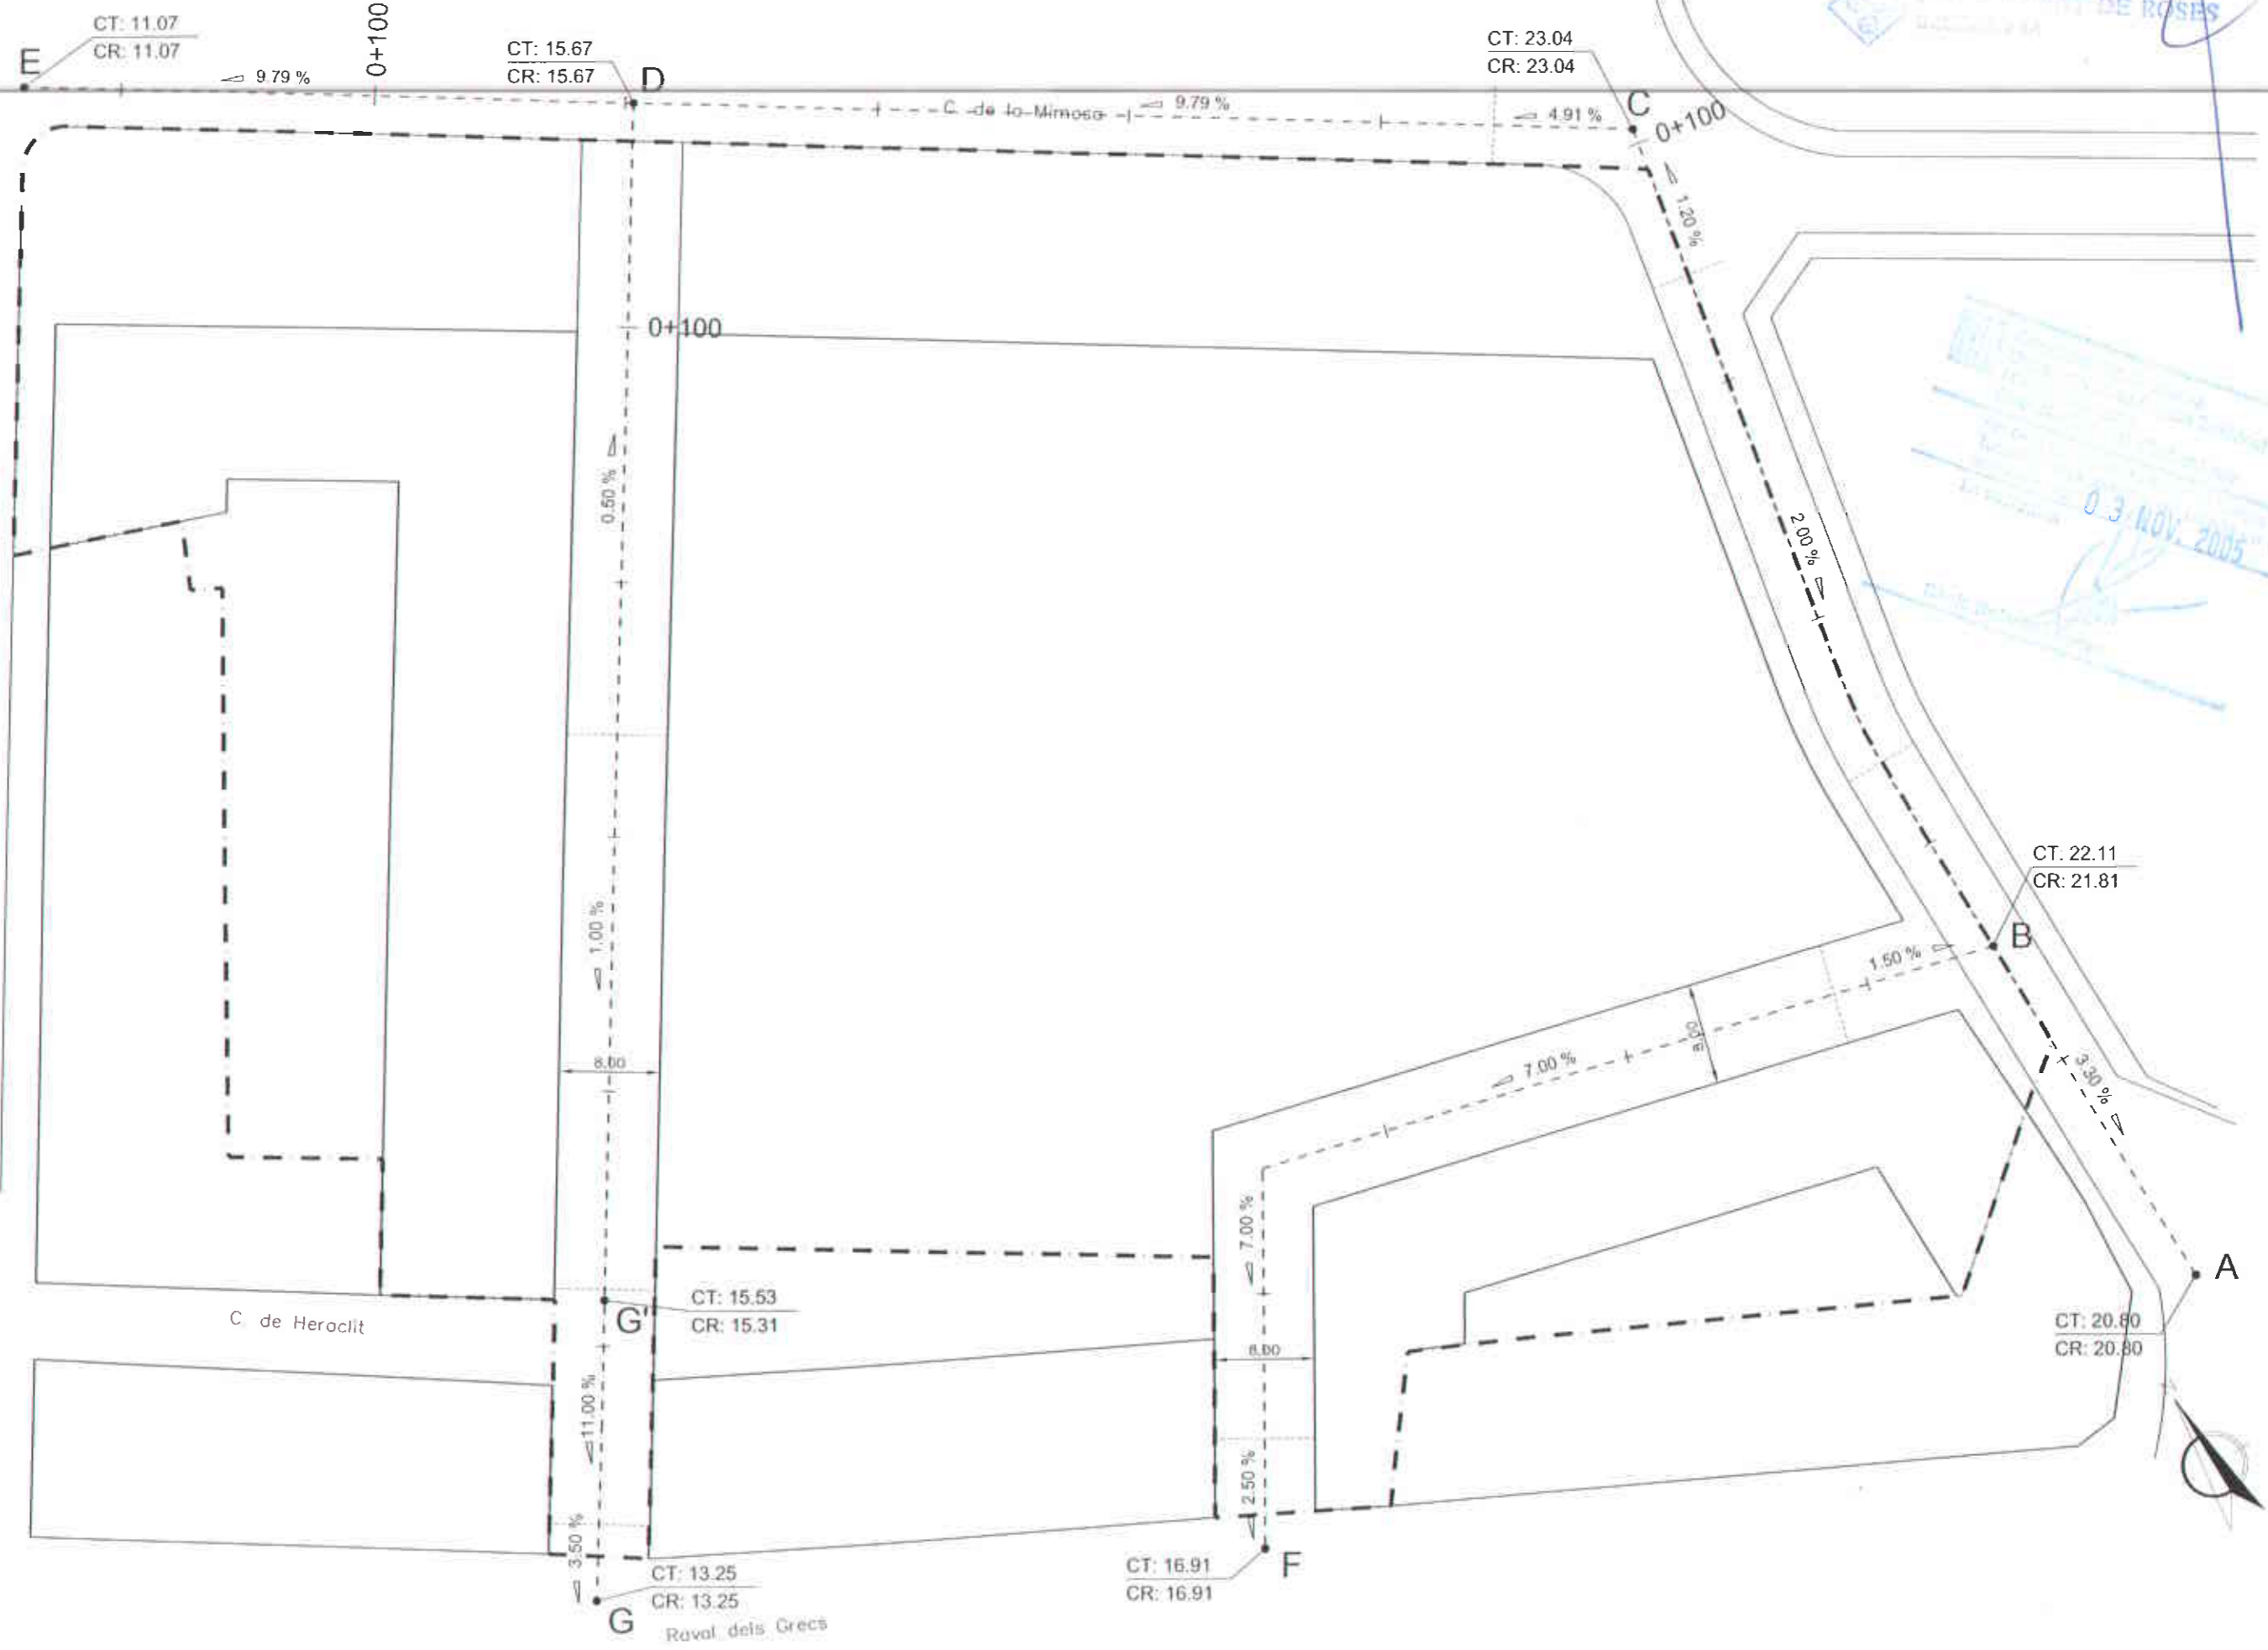 CT: 11.07
CR: 11.07
E
9.79 %
0+100
CT: 15.67
CR: 15.67
D
C. de la Mimosa
9.79 %
CT: 23.04
CR: 23.04
4.91 %
C
0+100
DE ROSES
1.20 %
0+100
0.60 %
2.00 %
03 NOV. 2005
1.00 %
CT. 22.11
CR: 21.81
B
1.50 %
8.00
7.00 %
8.00
3.30 %
7.00 %
A
CT: 20.80
CR: 20.80
CT: 15.53
CR: 15.31
G'
C. de Heroclit
8.00
11.00 %
2.50 %
3.50 %
CT: 16.91
CR: 16.91
F
CT: 13.25
CR: 13.25
G
Raval dels Grecs